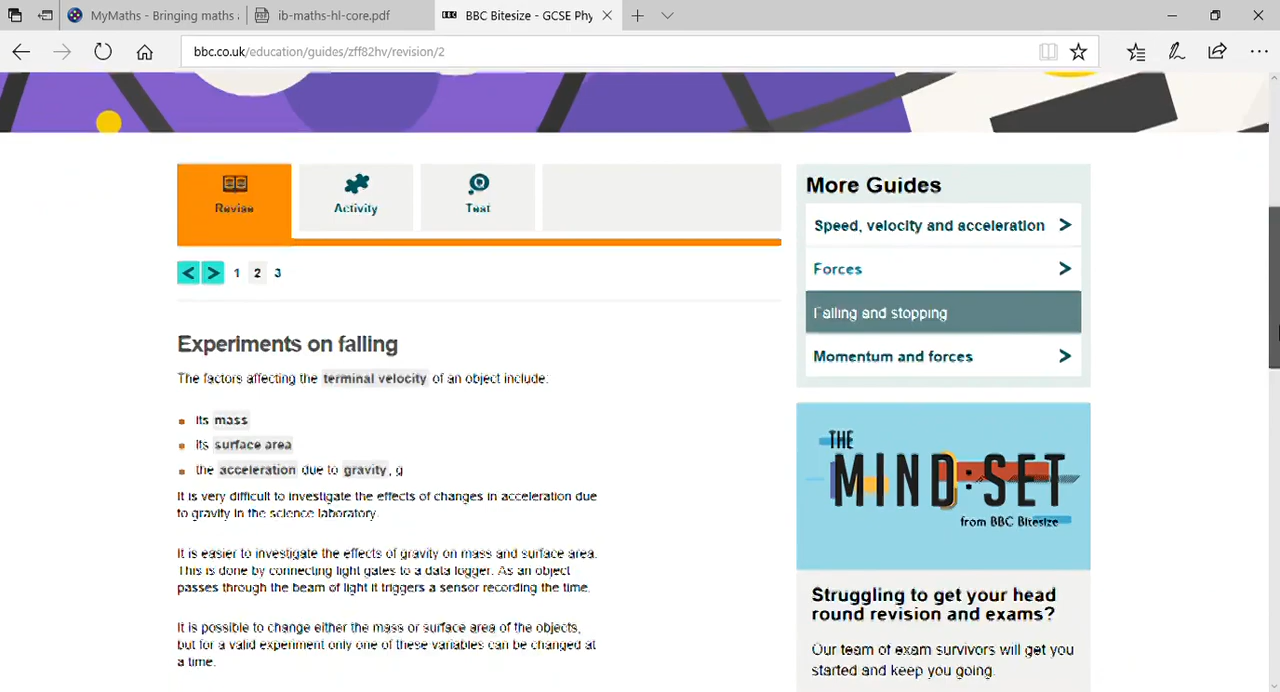 MyMaths - Bringing maths
ib-maths-hl-core.pdf
BBC Bitesize - GCSE Phy
bbc.co.uk/education/guides/zff82hv/revision/2
Revise
Activity
Test
< > 1 2 3
Experiments on falling
The factors affecting the terminal velocity of an object include:
Its mass
Its surface area
the acceleration due to gravity, g
It is very difficult to investigate the effects of changes in acceleration due
to gravity in the science laboratory.
It is easier to investigate the effects of gravity on mass and surface area.
This is done by connecting light gates to a data logger. As an object
passes through the beam of light it triggers a sensor recording the time.
It is possible to change either the mass or surface area of the objects,
but for a valid experiment only one of these variables can be changed at
a time.
More Guides
Speed, velocity and acceleration
Forces
Falling and stopping
Momentum and forces
THE
MIND:SET
from BBC Bitesize
Struggling to get your head
round revision and exams?
Our team of exam survivors will get you
started and keep you going.